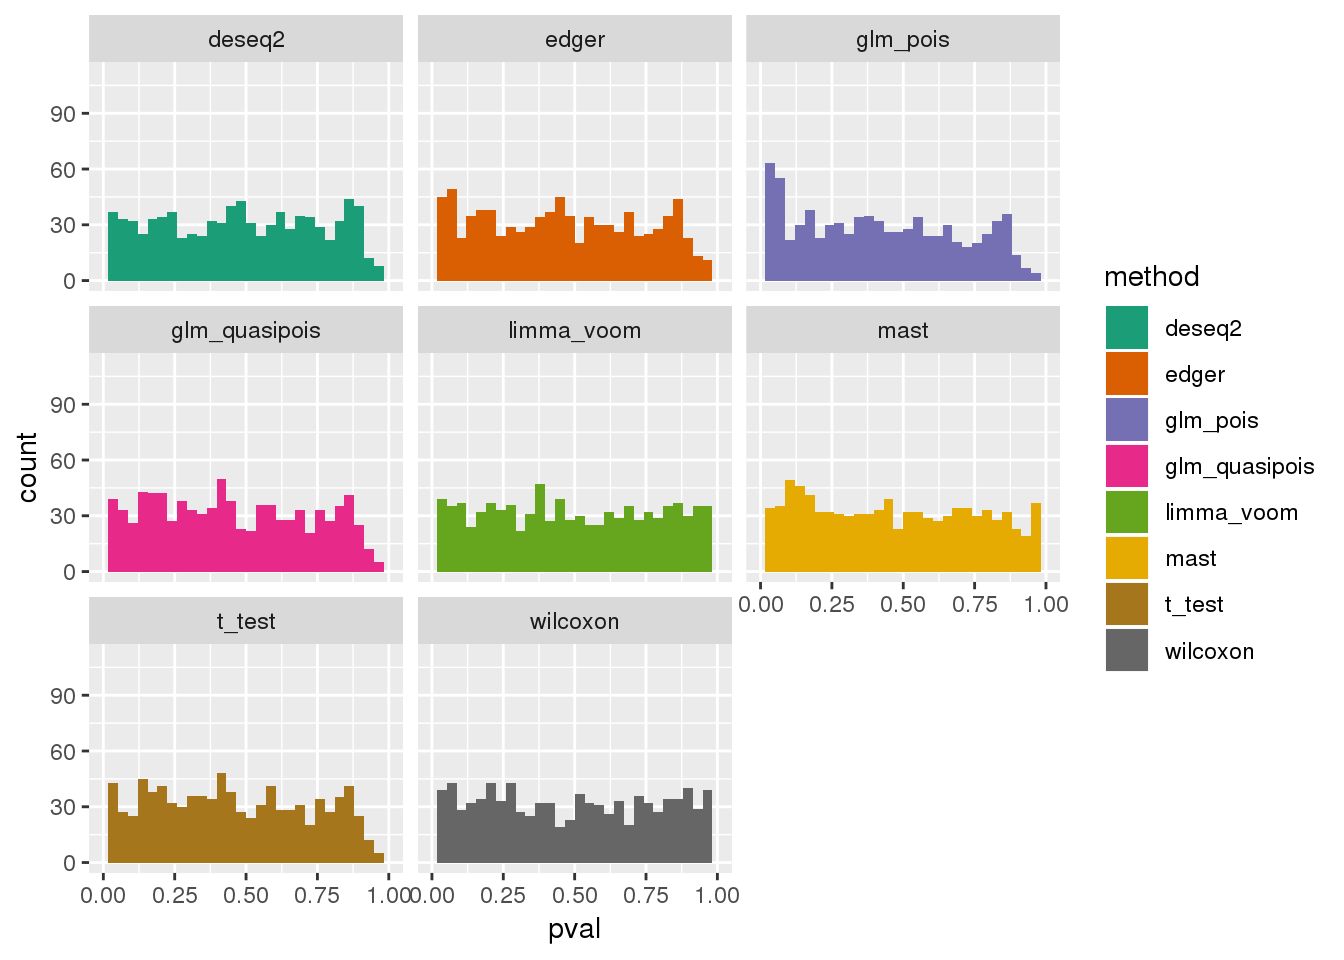 deseq2 edger glm_pois
90
60
30
0
glm_quasipois limma_voom mast
90
60
30
0
0.00 0.25 0.50 0.75 1.00
t_test wilcoxon
90
60
30
0
0.00 0.25 0.50 0.75 1.00 0.00 0.25 0.50 0.75 1.00
pval
count
method
deseq2
edger
glm_pois
glm_quasipois
limma_voom
mast
t_test
wilcoxon